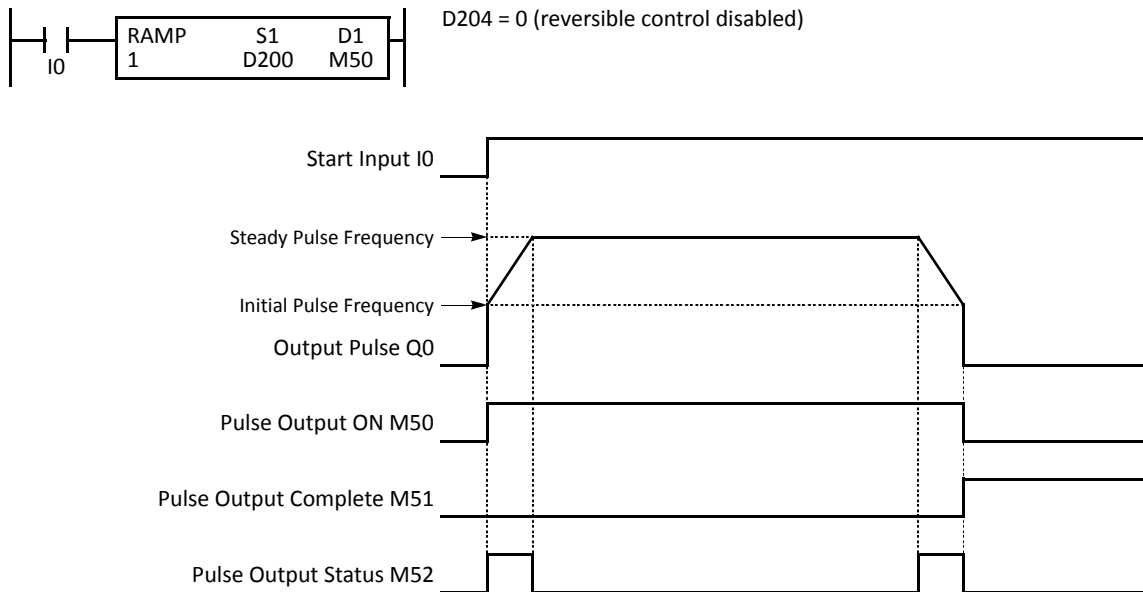 D204 = 0 (reversible control disabled)
RAMP S1 D1
1 D200 M50
I0
Start Input I0
Steady Pulse Frequency
Initial Pulse Frequency
Output Pulse Q0
Pulse Output ON M50
Pulse Output Complete M51
Pulse Output Status M52